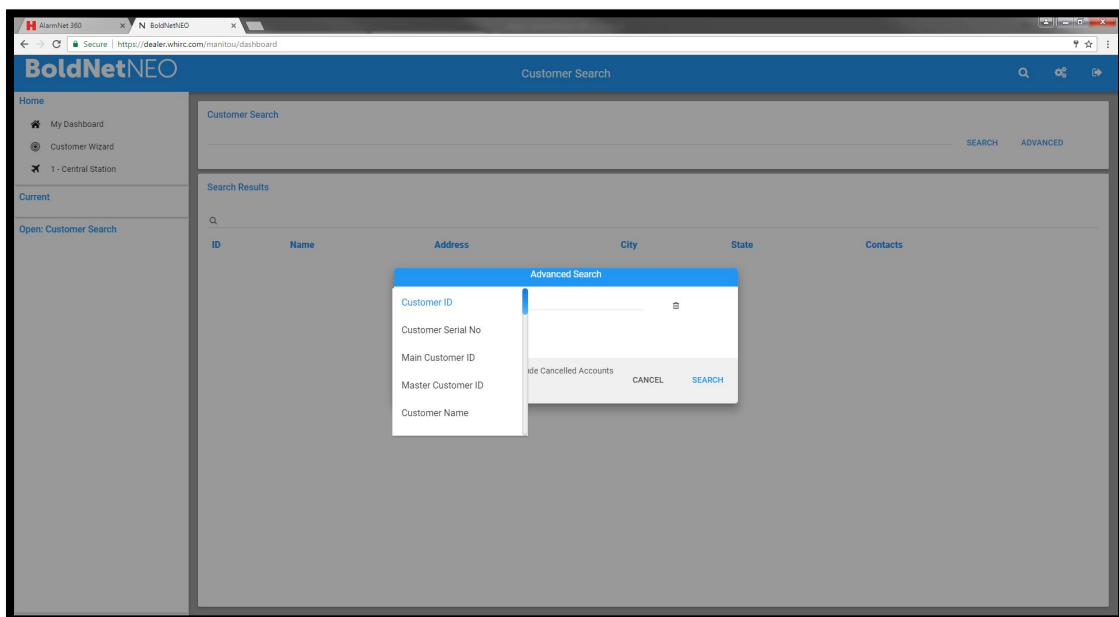 AlarmNet 360
BoldNetNEO
Secure
https://dealer.whirc.com/manitou/dashboard
BoldNetNEO
Customer Search
Home
My Dashboard
Customer Wizard
1 - Central Station
Current
Open: Customer Search
Customer Search
SEARCH ADVANCED
Search Results
ID Name Address City State Contacts
Advanced Search
Customer ID
Customer Serial No
Main Customer ID
Master Customer ID
Customer Name
Cancelled Accounts
CANCEL SEARCH